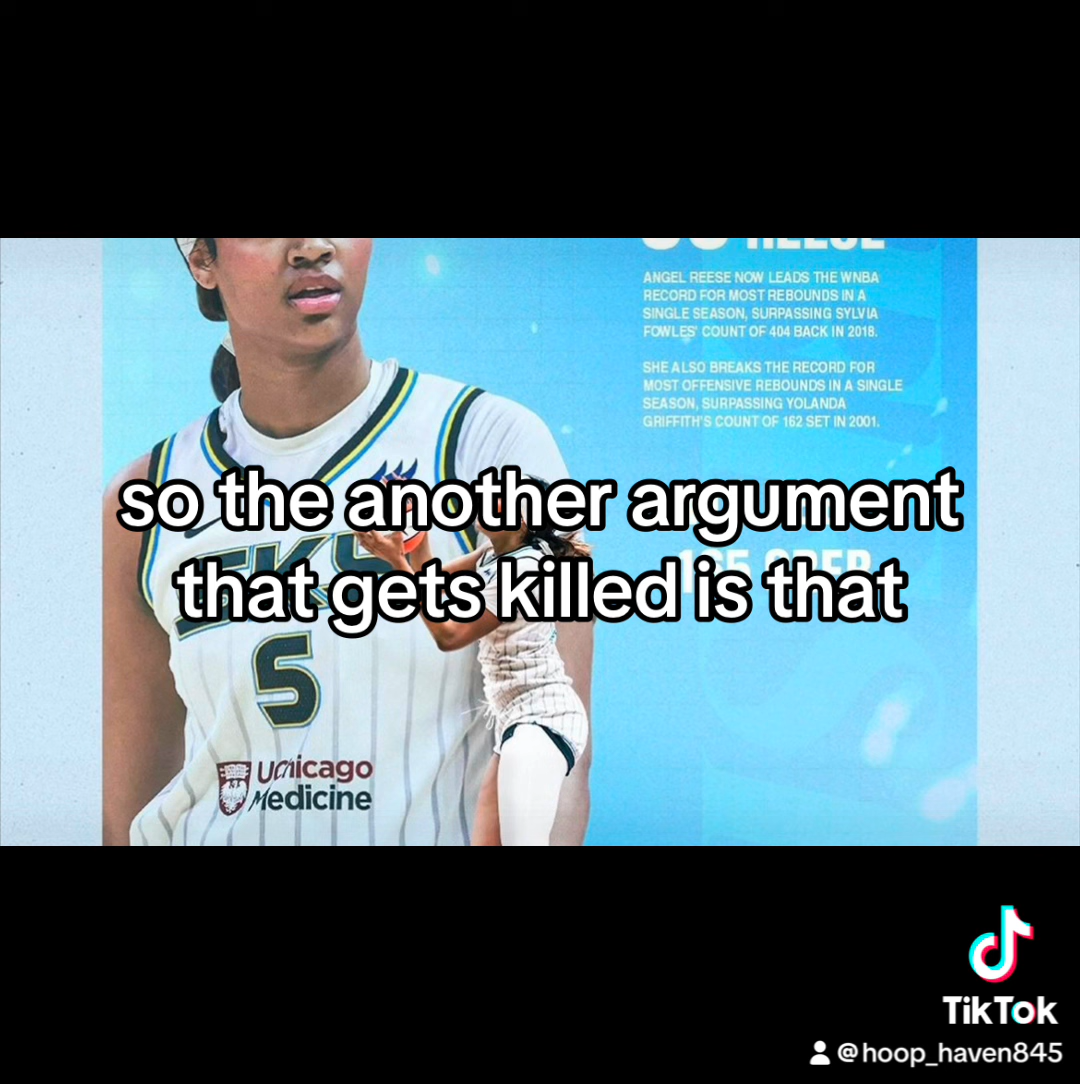 REESE
ANGEL REESE NOW LEADS THE WNBA
RECORD FOR MOST REBOUNDS IN A
SINGLE SEASON, SURPASSING SYLVIA
FOWLES' COUNT OF 404 BACK IN 2018.
SHE ALSO BREAKS THE RECORD FOR
MOST OFFENSIVE REBOUNDS IN A SINGLE
SEASON, SURPASSING YOLANDA
GRIFFITH'S COUNT OF 162 SET IN 2001.
so the another argument
that gets killed is that
5
UChicago
Medicine
TikTok
@hoop_haven845